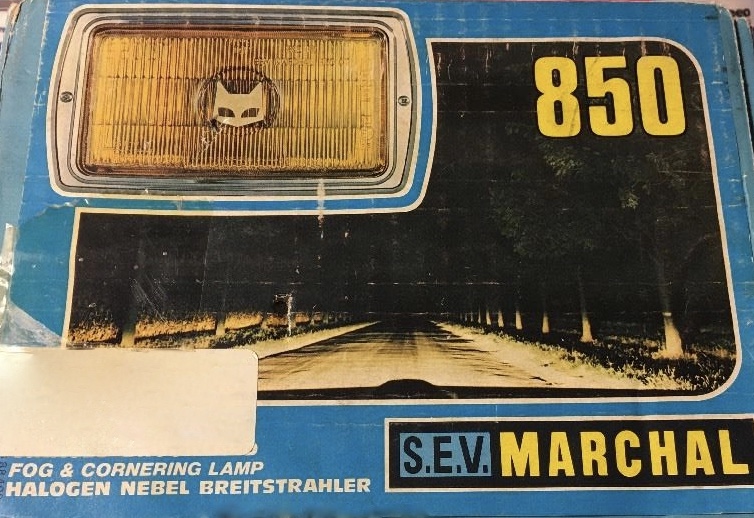 850
FOG & CORNERING LAMP
HALOGEN NEBEL BREITSTRAHLER
S.E.V. MARCHAL